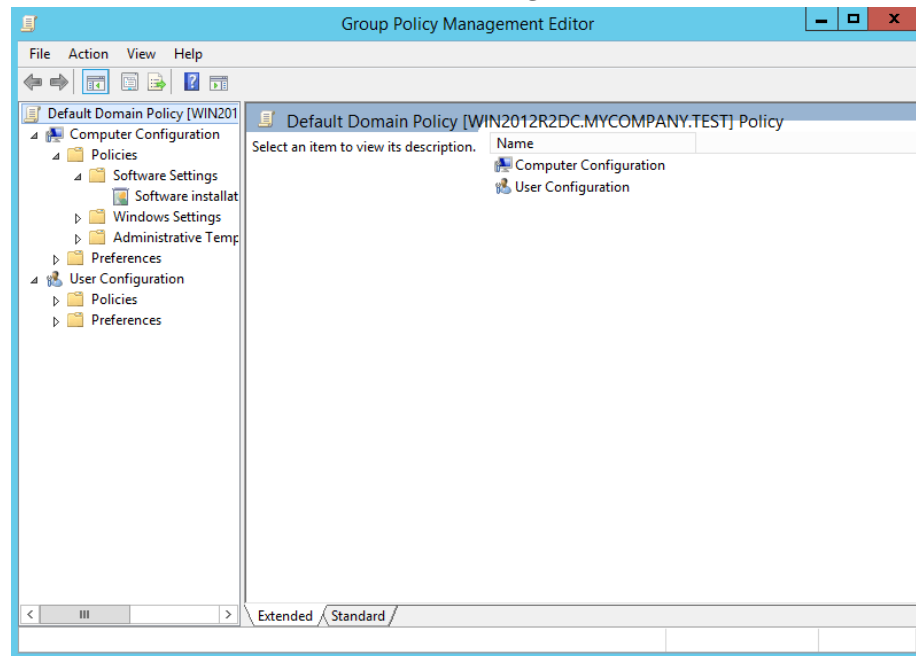 Group Policy Management Editor
File Action View Help
Default Domain Policy [WIN201
Computer Configuration
Policies
Software Settings
Software installat
Windows Settings
Administrative Temp
Preferences
User Configuration
Policies
Preferences
Default Domain Policy [WIN2012R2DC.MYCOMPANY.TEST] Policy
Select an item to view its description.
Name
Computer Configuration
User Configuration
Extended Standard